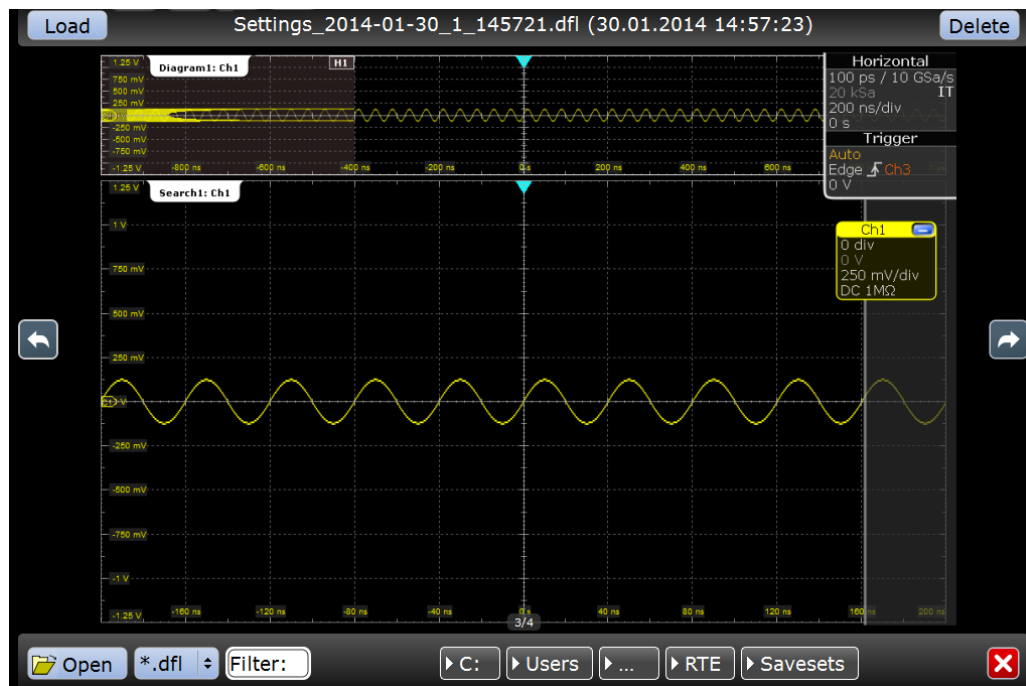 Load
Settings_2014-01-30_1_145721.dfl (30.01.2014 14:57:23)
Delete
1.25 V
Diagram1: Ch1
H1
750 mV
500 mV
250 mV
-250 mV
-500 mV
-750 mV
-1.25 V
-800 ns
-600 ns
-400 ns
-200 ns
0 s
200 ns
400 ns
600 ns
Horizontal
100 ps / 10 GSa/s
20 kSa IT
200 ns/div
0 s
Trigger
Auto
Edge Ch3
0 V
1.25 V
Search1: Ch1
1 V
750 mV
500 mV
250 mV
-250 mV
-500 mV
-750 mV
-1 V
-1.25 V
Ch1
0 div
0 V
250 mV/div
DC 1MΩ
-160 ns
-120 ns
-80 ns
-40 ns
0 s
40 ns
80 ns
120 ns
160 ns
200 ns
3/4
Open
*.dfl
Filter:
C:
Users
...
RTE
Savesets